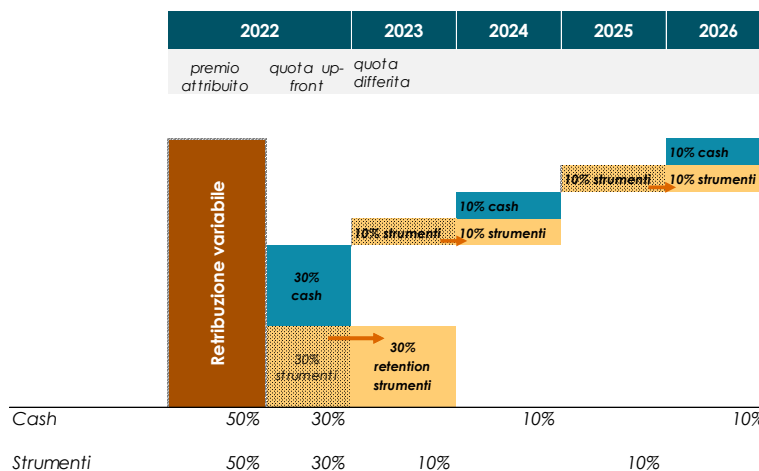 2022 2023 2024 2025 2026
premio attribuito
quota up-front
quota differita
Retribuzione variabile
10% cash
10% strumenti 10% strumenti
10% cash
10% strumenti 10% strumenti
30% cash
30% strumenti
30% retention strumenti
Cash 50% 30% 10% 10%
Strumenti 50% 30% 10% 10%